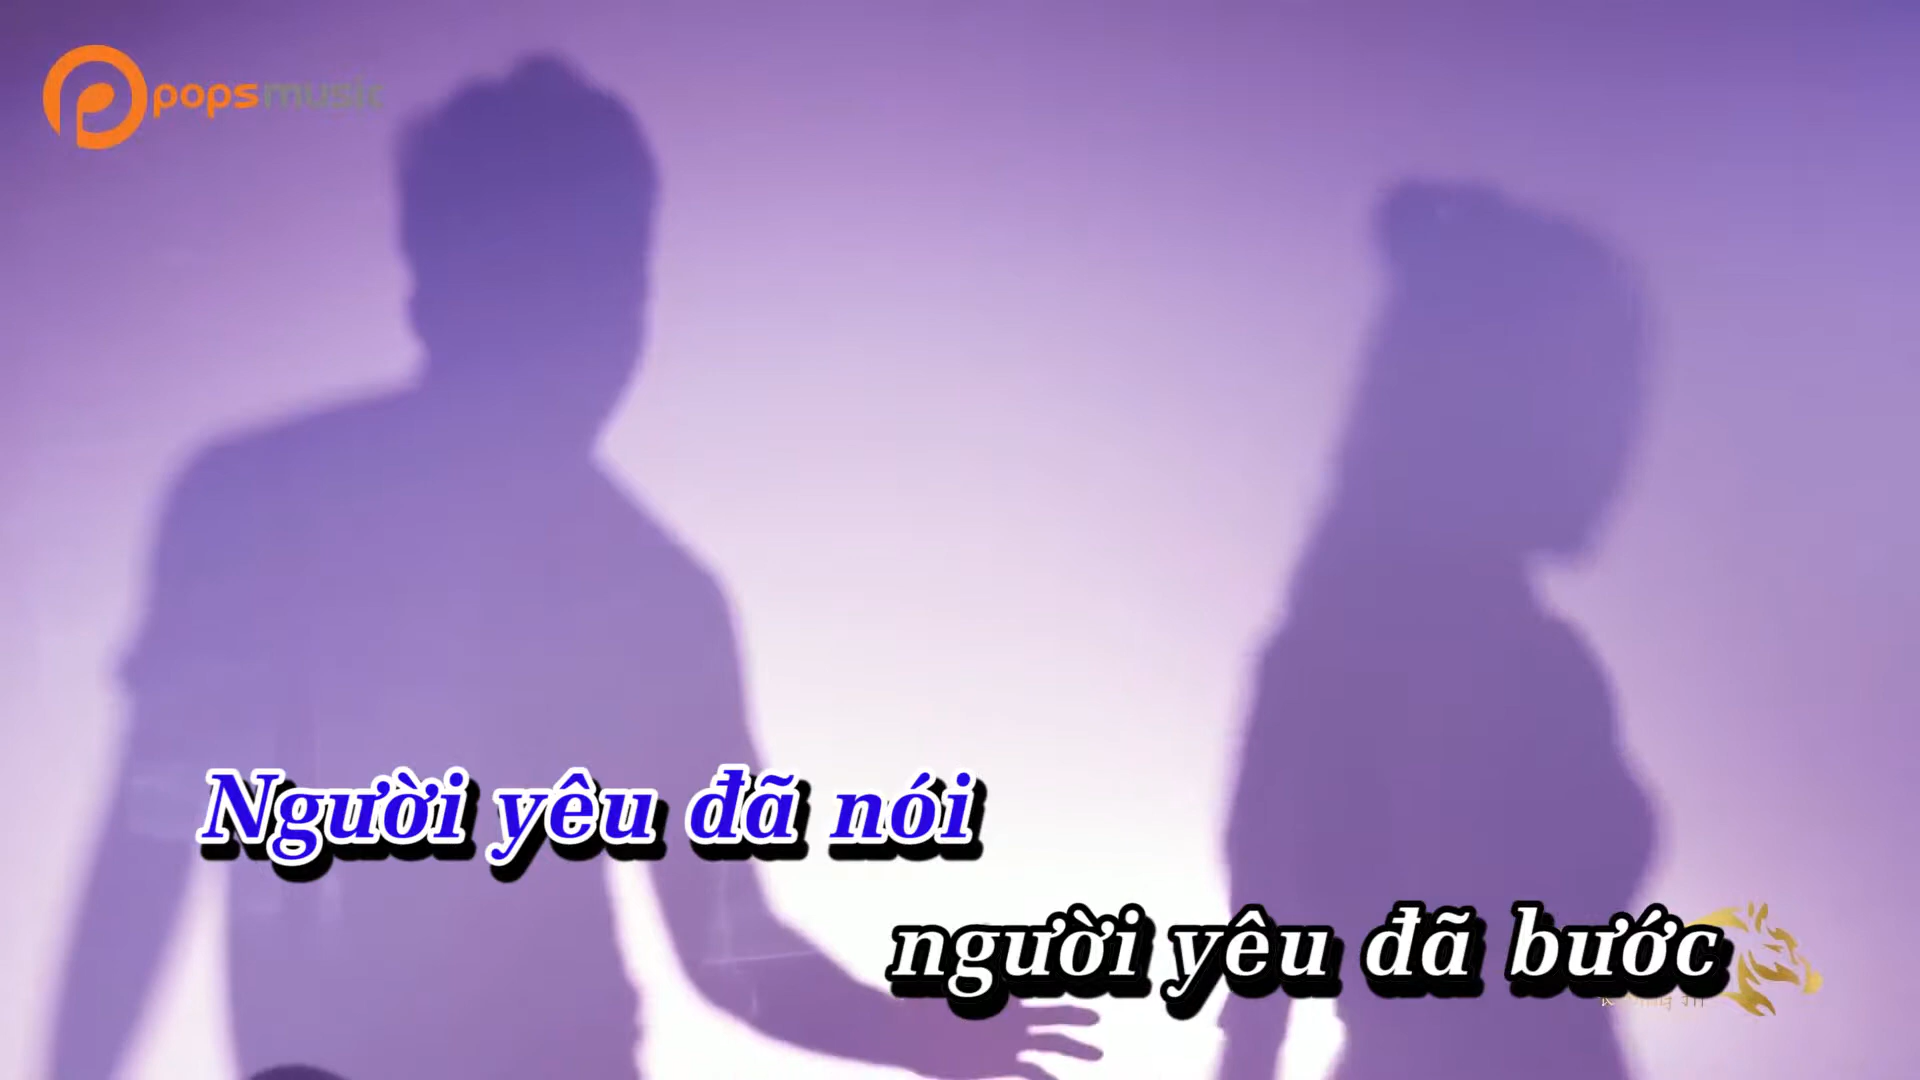 popsmusic
Người yêu đã nói
người yêu đã bước